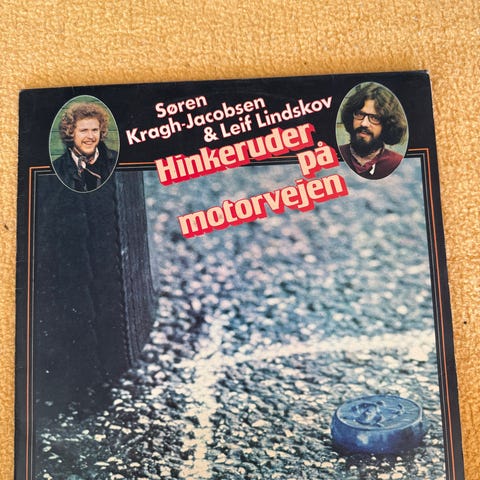 Søren
Kragh-Jacobsen
& Leif Lindskov
Hinkeruder
på
motorvejen